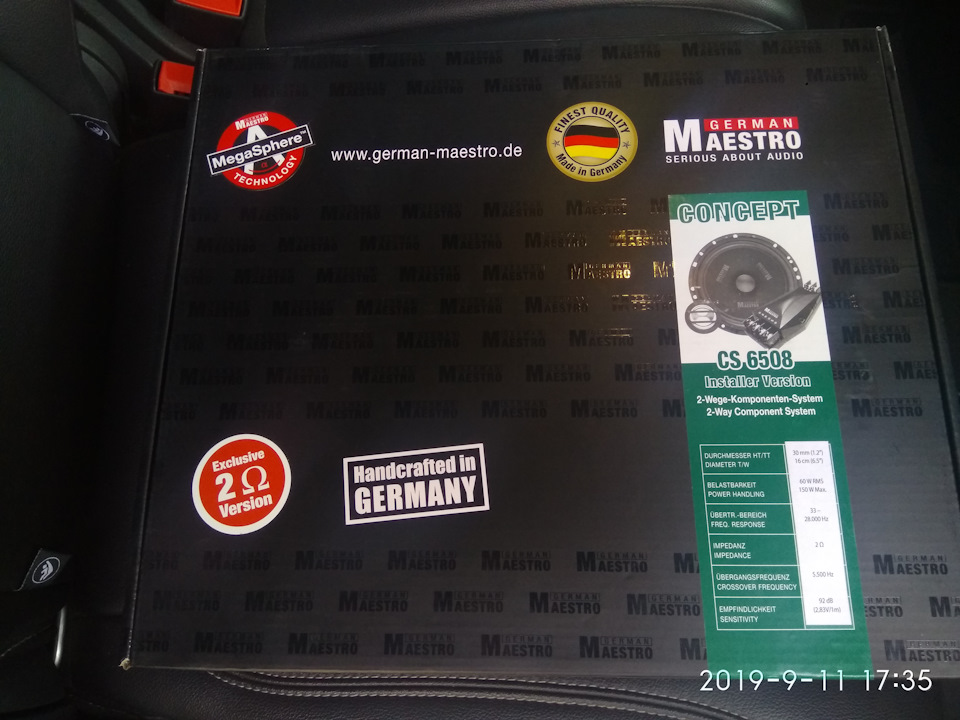 GERMAN
MAESTRO
MegaSphere™
TECHNOLOGY
www.german-maestro.de
FINEST QUALITY
Made in Germany
GERMAN
MAESTRO
SERIOUS ABOUT AUDIO
CONCEPT
CS 6508
Installer Version
2-Wege-Komponenten-System
2-Way Component System
DURCHMESSER HT/TT
DIAMETER T/W
30 mm (1.2")
16 cm (6.5")
BELASTBARKEIT
POWER HANDLING
60 W RMS
150 W Max.
ÜBERTR.-BEREICH
FREQ. RESPONSE
33 –
28.000 Hz
IMPEDANZ
IMPEDANCE
2 Ω
ÜBERGANGSFREQUENZ
CROSSOVER FREQUENCY
5.500 Hz
EMPFINDLICHKEIT
SENSITIVITY
92 dB
(2,83V/1m)
Exclusive
2 Ω
Version
Handcrafted in
GERMANY
2019-9-11 17:35